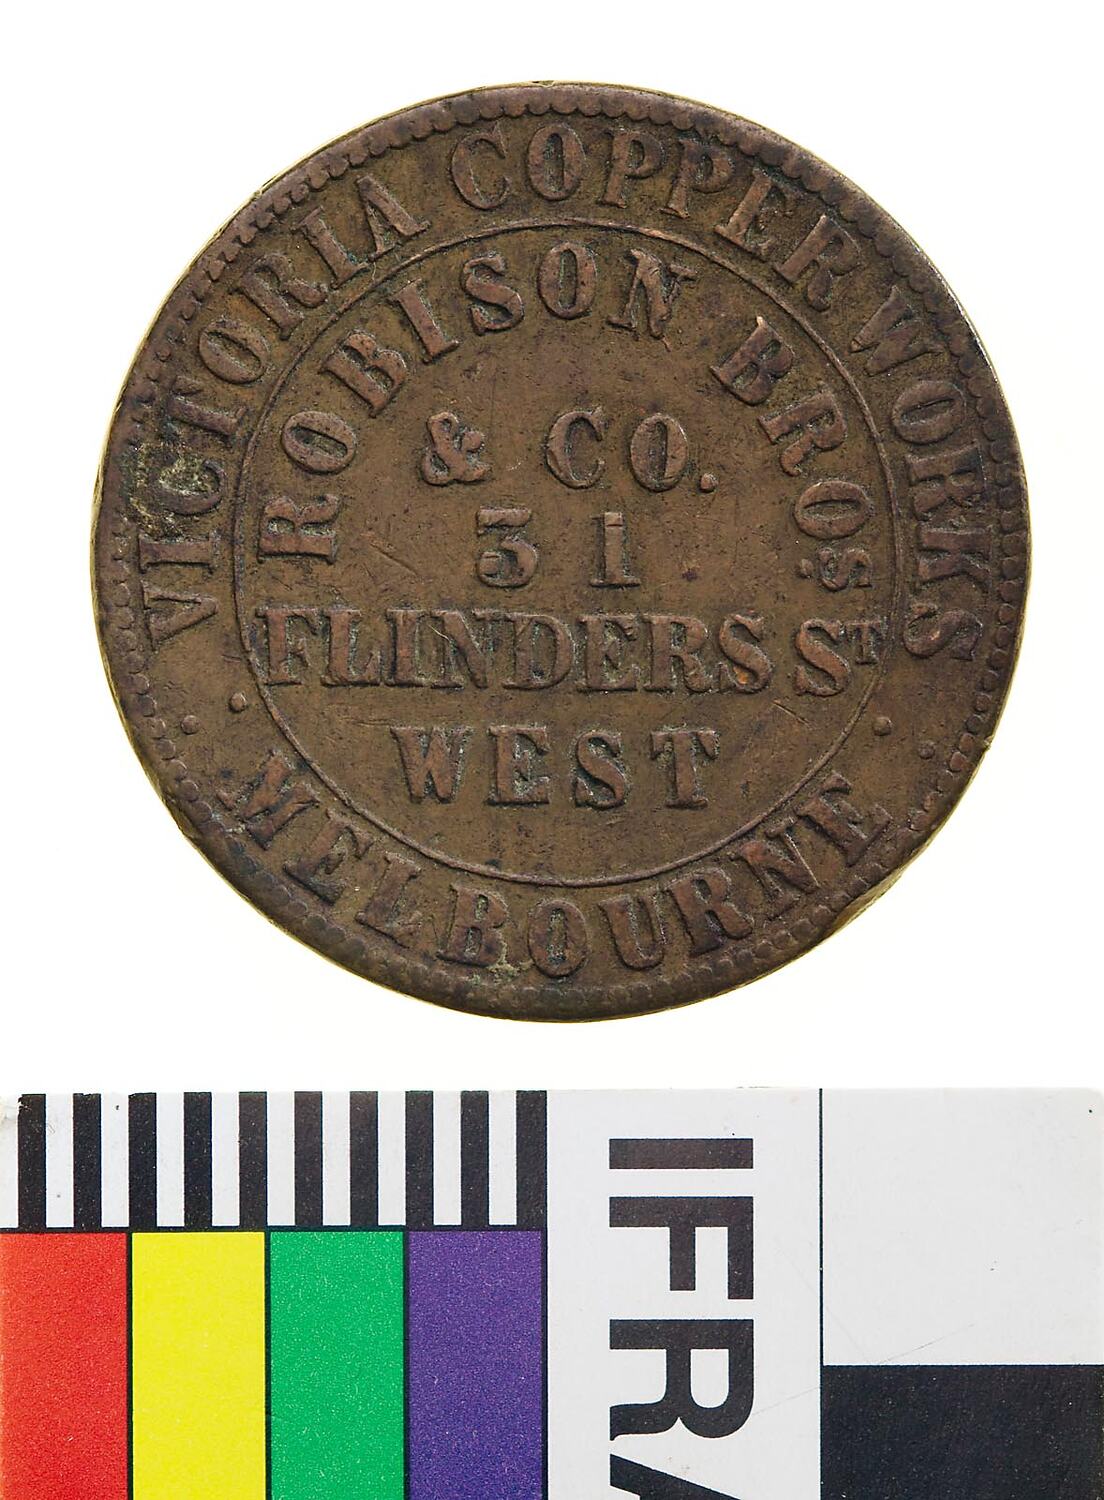 VICTORIA COPPER WORKS
ROBISON BROS
& CO.
31
FLINDERS ST
WEST
MELBOURNE
IFRA